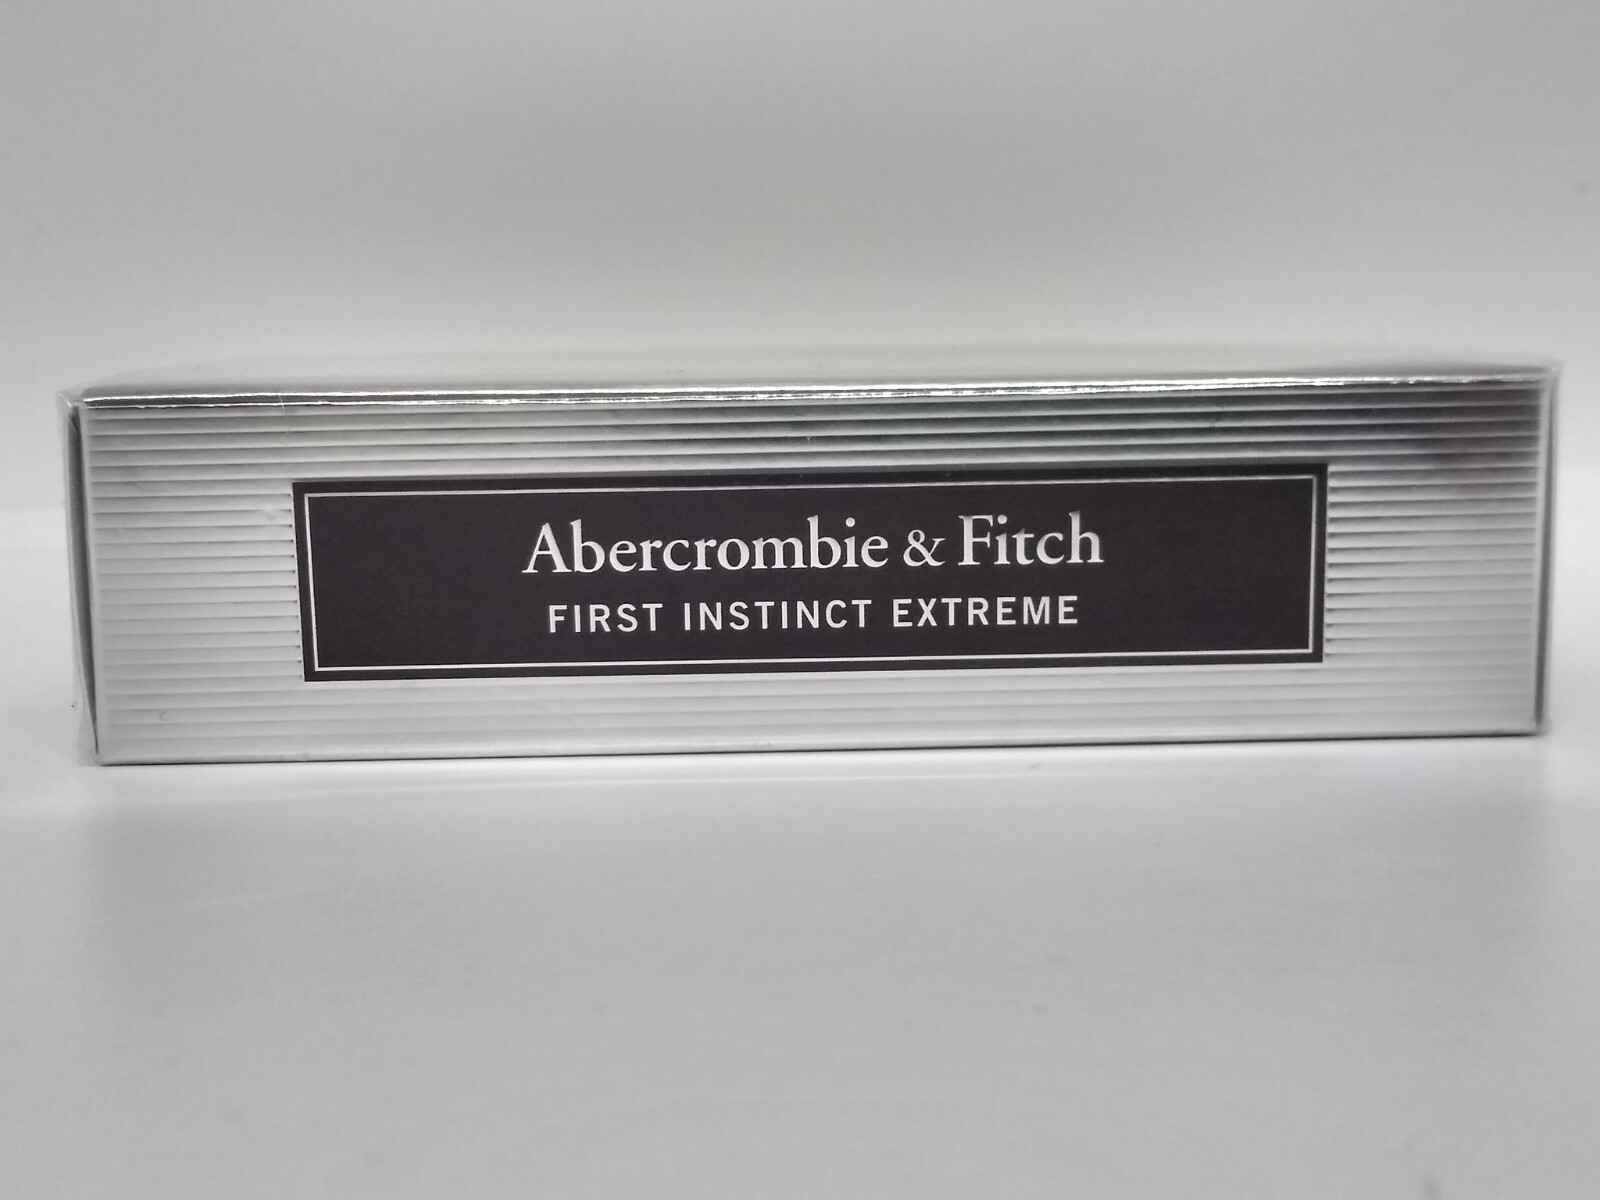 Abercrombie & Fitch
FIRST INSTINCT EXTREME